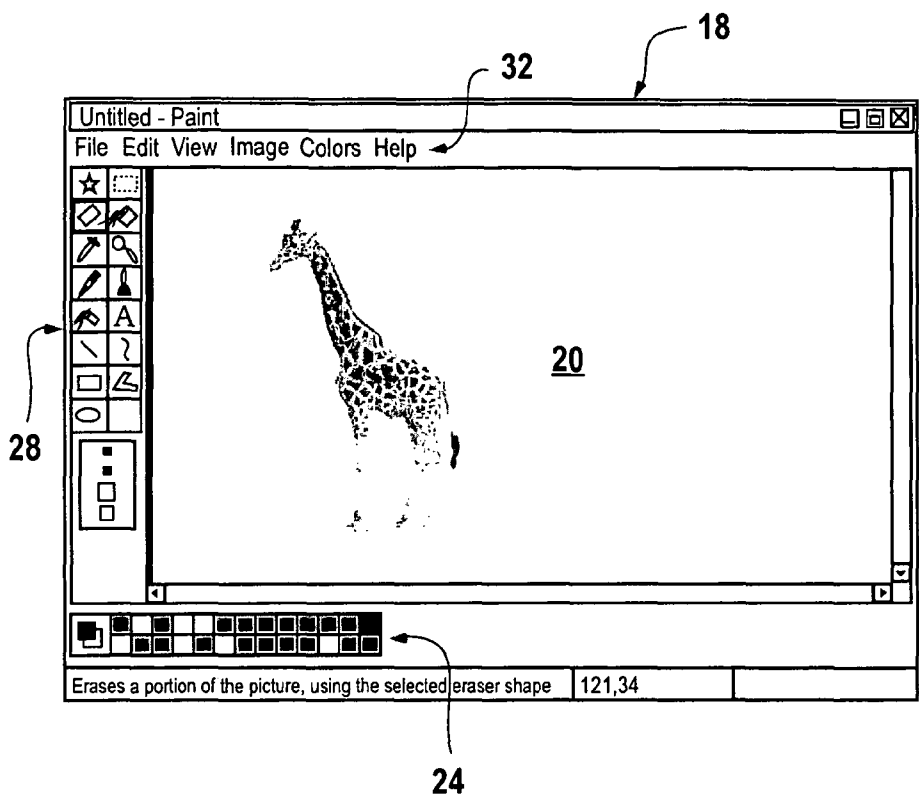 18
32
Untitled - Paint
File Edit View Image Colors Help
A
20
28
Erases a portion of the picture, using the selected eraser shape 121,34
24